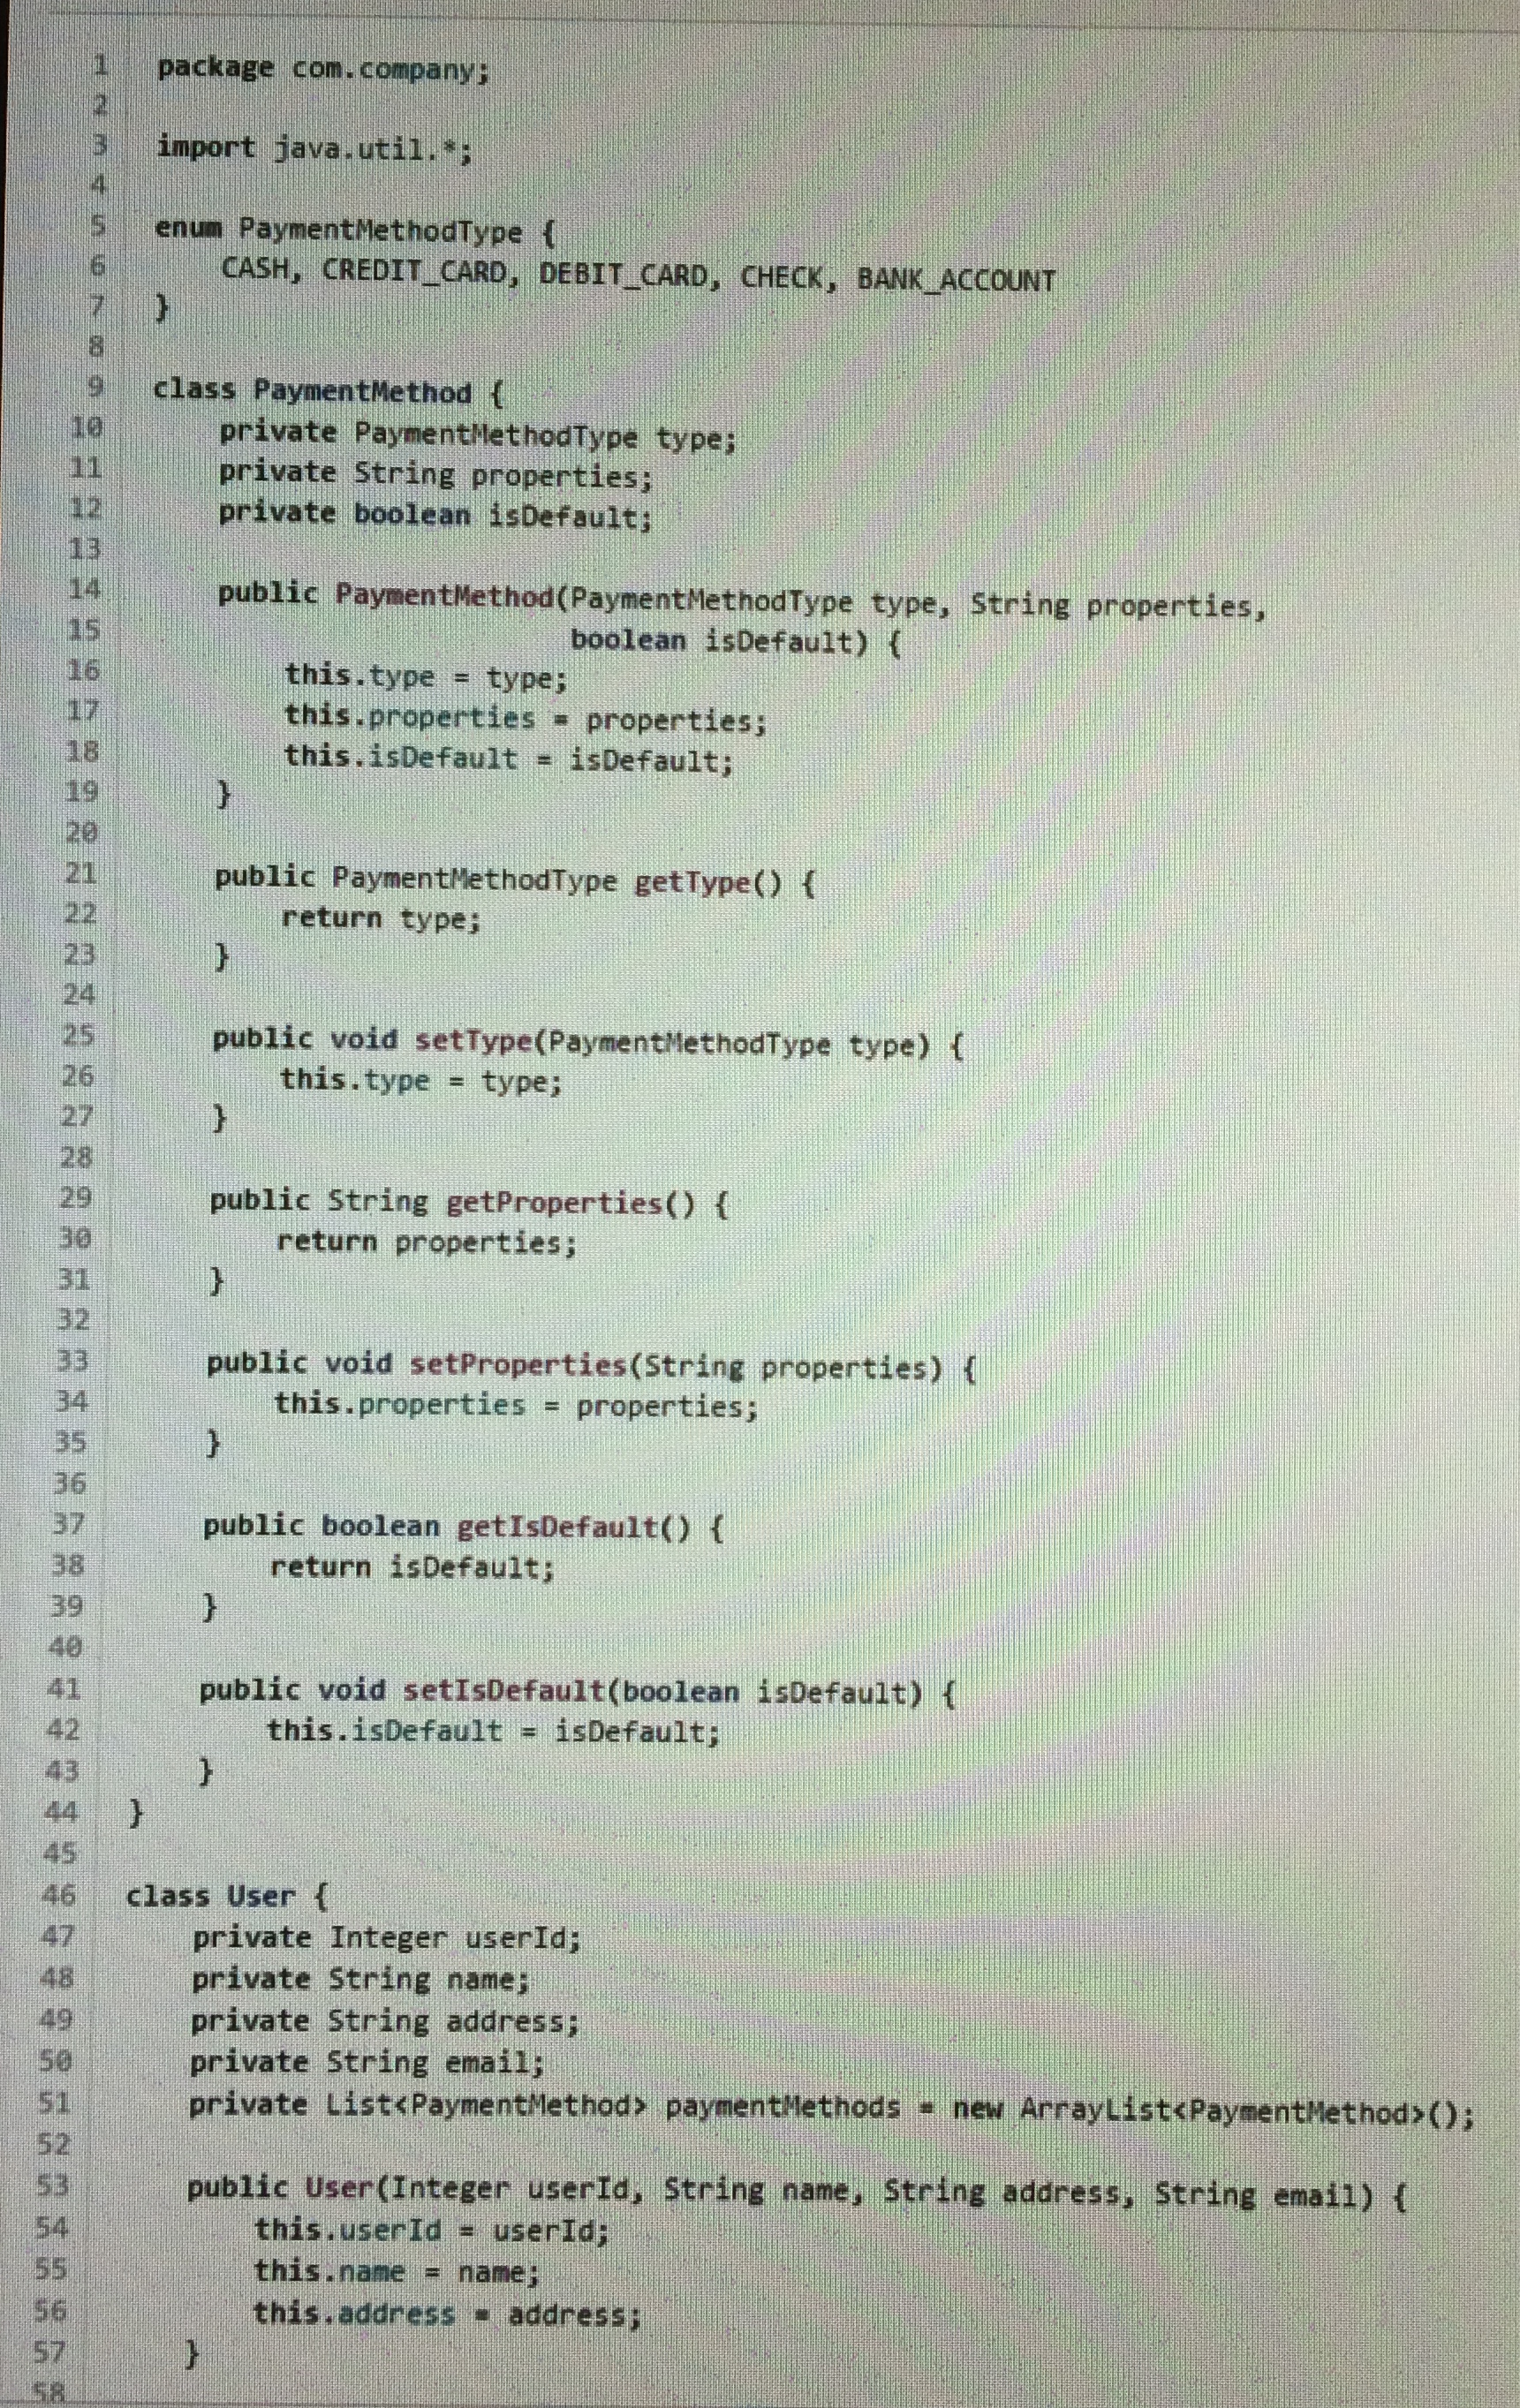 1 package com.company;
2
3 import java.util.*;
4
5 enum PaymentMethodType {
6 CASH, CREDIT_CARD, DEBIT_CARD, CHECK, BANK_ACCOUNT
7 }
8
9 class PaymentMethod {
10 private PaymentMethodType type;
11 private String properties;
12 private boolean isDefault;
13
14 public PaymentMethod(PaymentMethodType type, String properties,
15 boolean isDefault) {
16 this.type = type;
17 this.properties = properties;
18 this.isDefault = isDefault;
19 }
20
21 public PaymentMethodType getType() {
22 return type;
23 }
24
25 public void setType(PaymentMethodType type) {
26 this.type = type;
27 }
28
29 public String getProperties() {
30 return properties;
31 }
32
33 public void setProperties(String properties) {
34 this.properties = properties;
35 }
36
37 public boolean getIsDefault() {
38 return isDefault;
39 }
40
41 public void setIsDefault(boolean isDefault) {
42 this.isDefault = isDefault;
43 }
44 }
45
46 class User {
47 private Integer userId;
48 private String name;
49 private String address;
50 private String email;
51 private List<PaymentMethod> paymentMethods = new ArrayList<PaymentMethod>();
52
53 public User(Integer userId, String name, String address, String email) {
54 this.userId = userId;
55 this.name = name;
56 this.address = address;
57 }
58